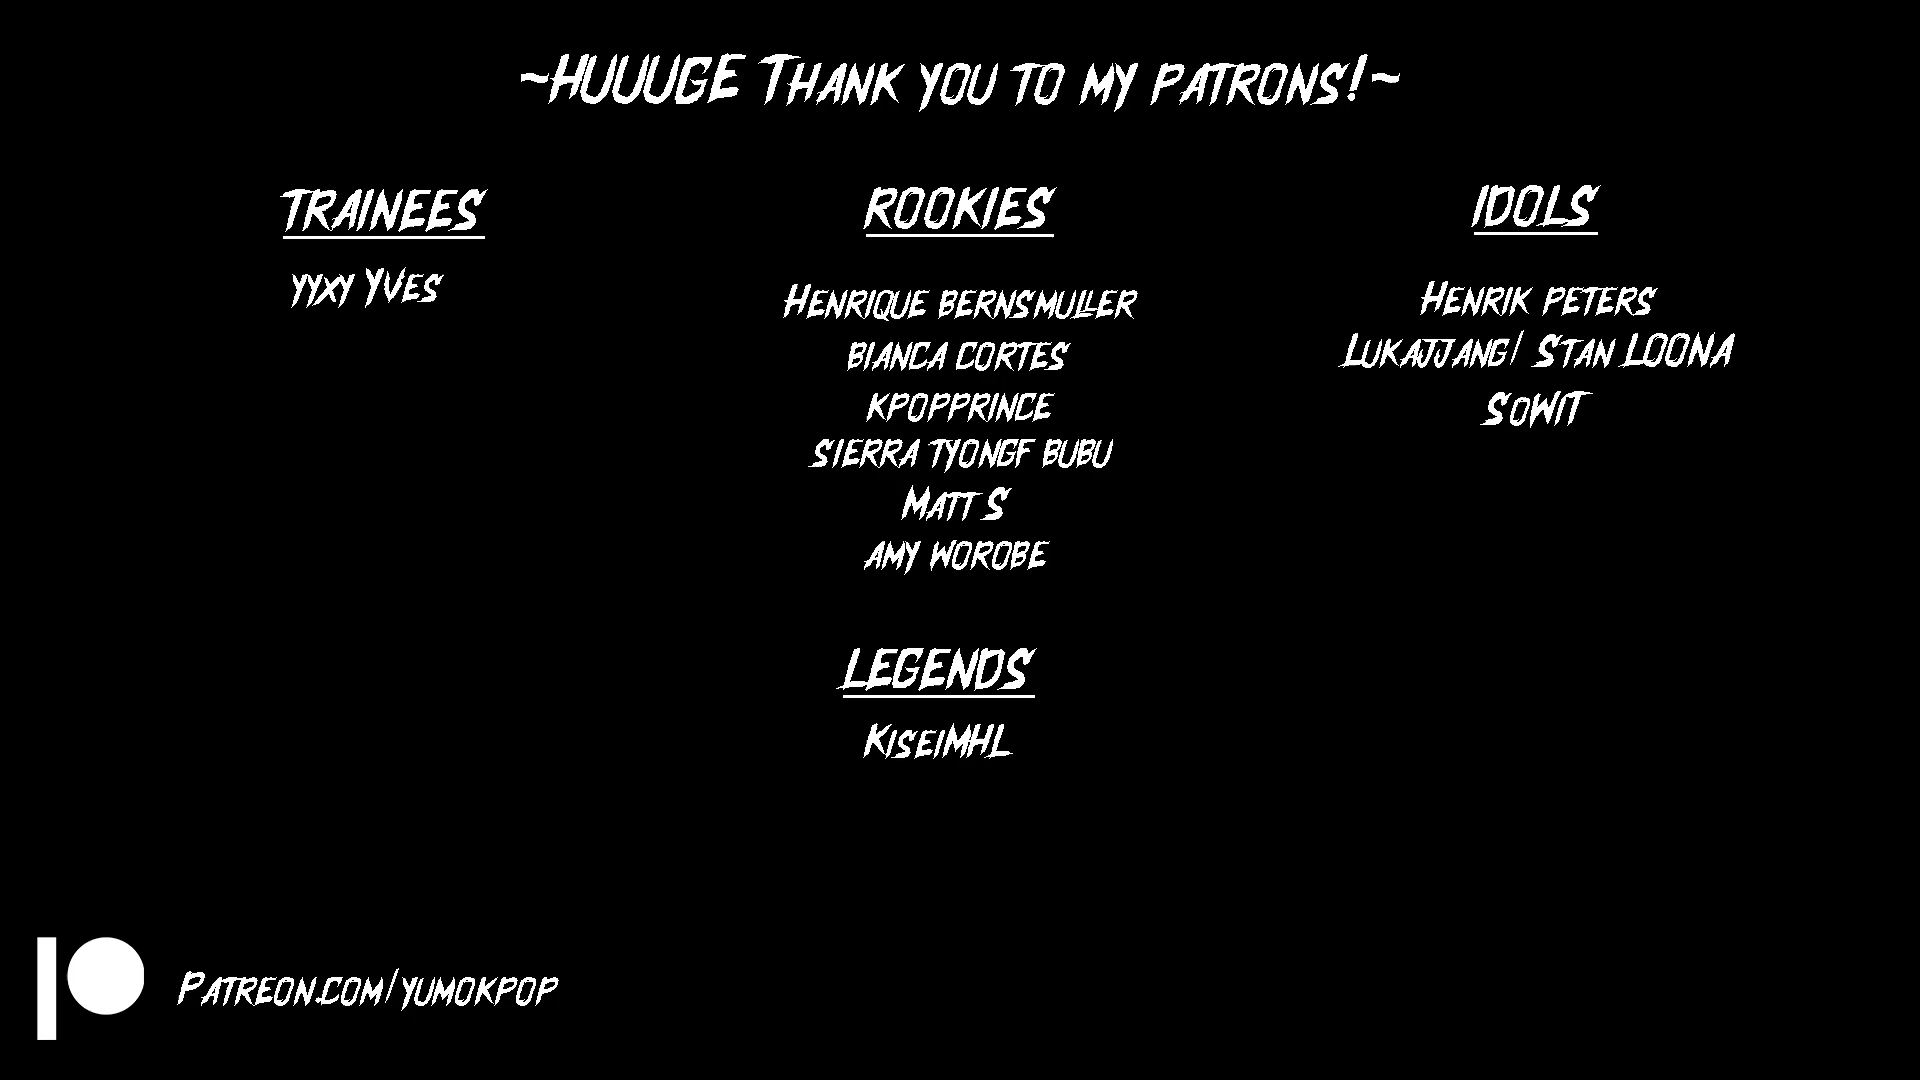 ~HUUUGE Thank you to my patrons!~
TRAINEES
yyxy YVes
ROOKIES
Henrique bernsmuller
bianca cortes
kpopprince
sierra tyongf bubu
Matt S
amy worobe
IDOLS
Henrik peters
Lukajjang/ Stan LOONA
SoWiT
LEGENDS
KiseiMHL
Patreon.com/yumokpop